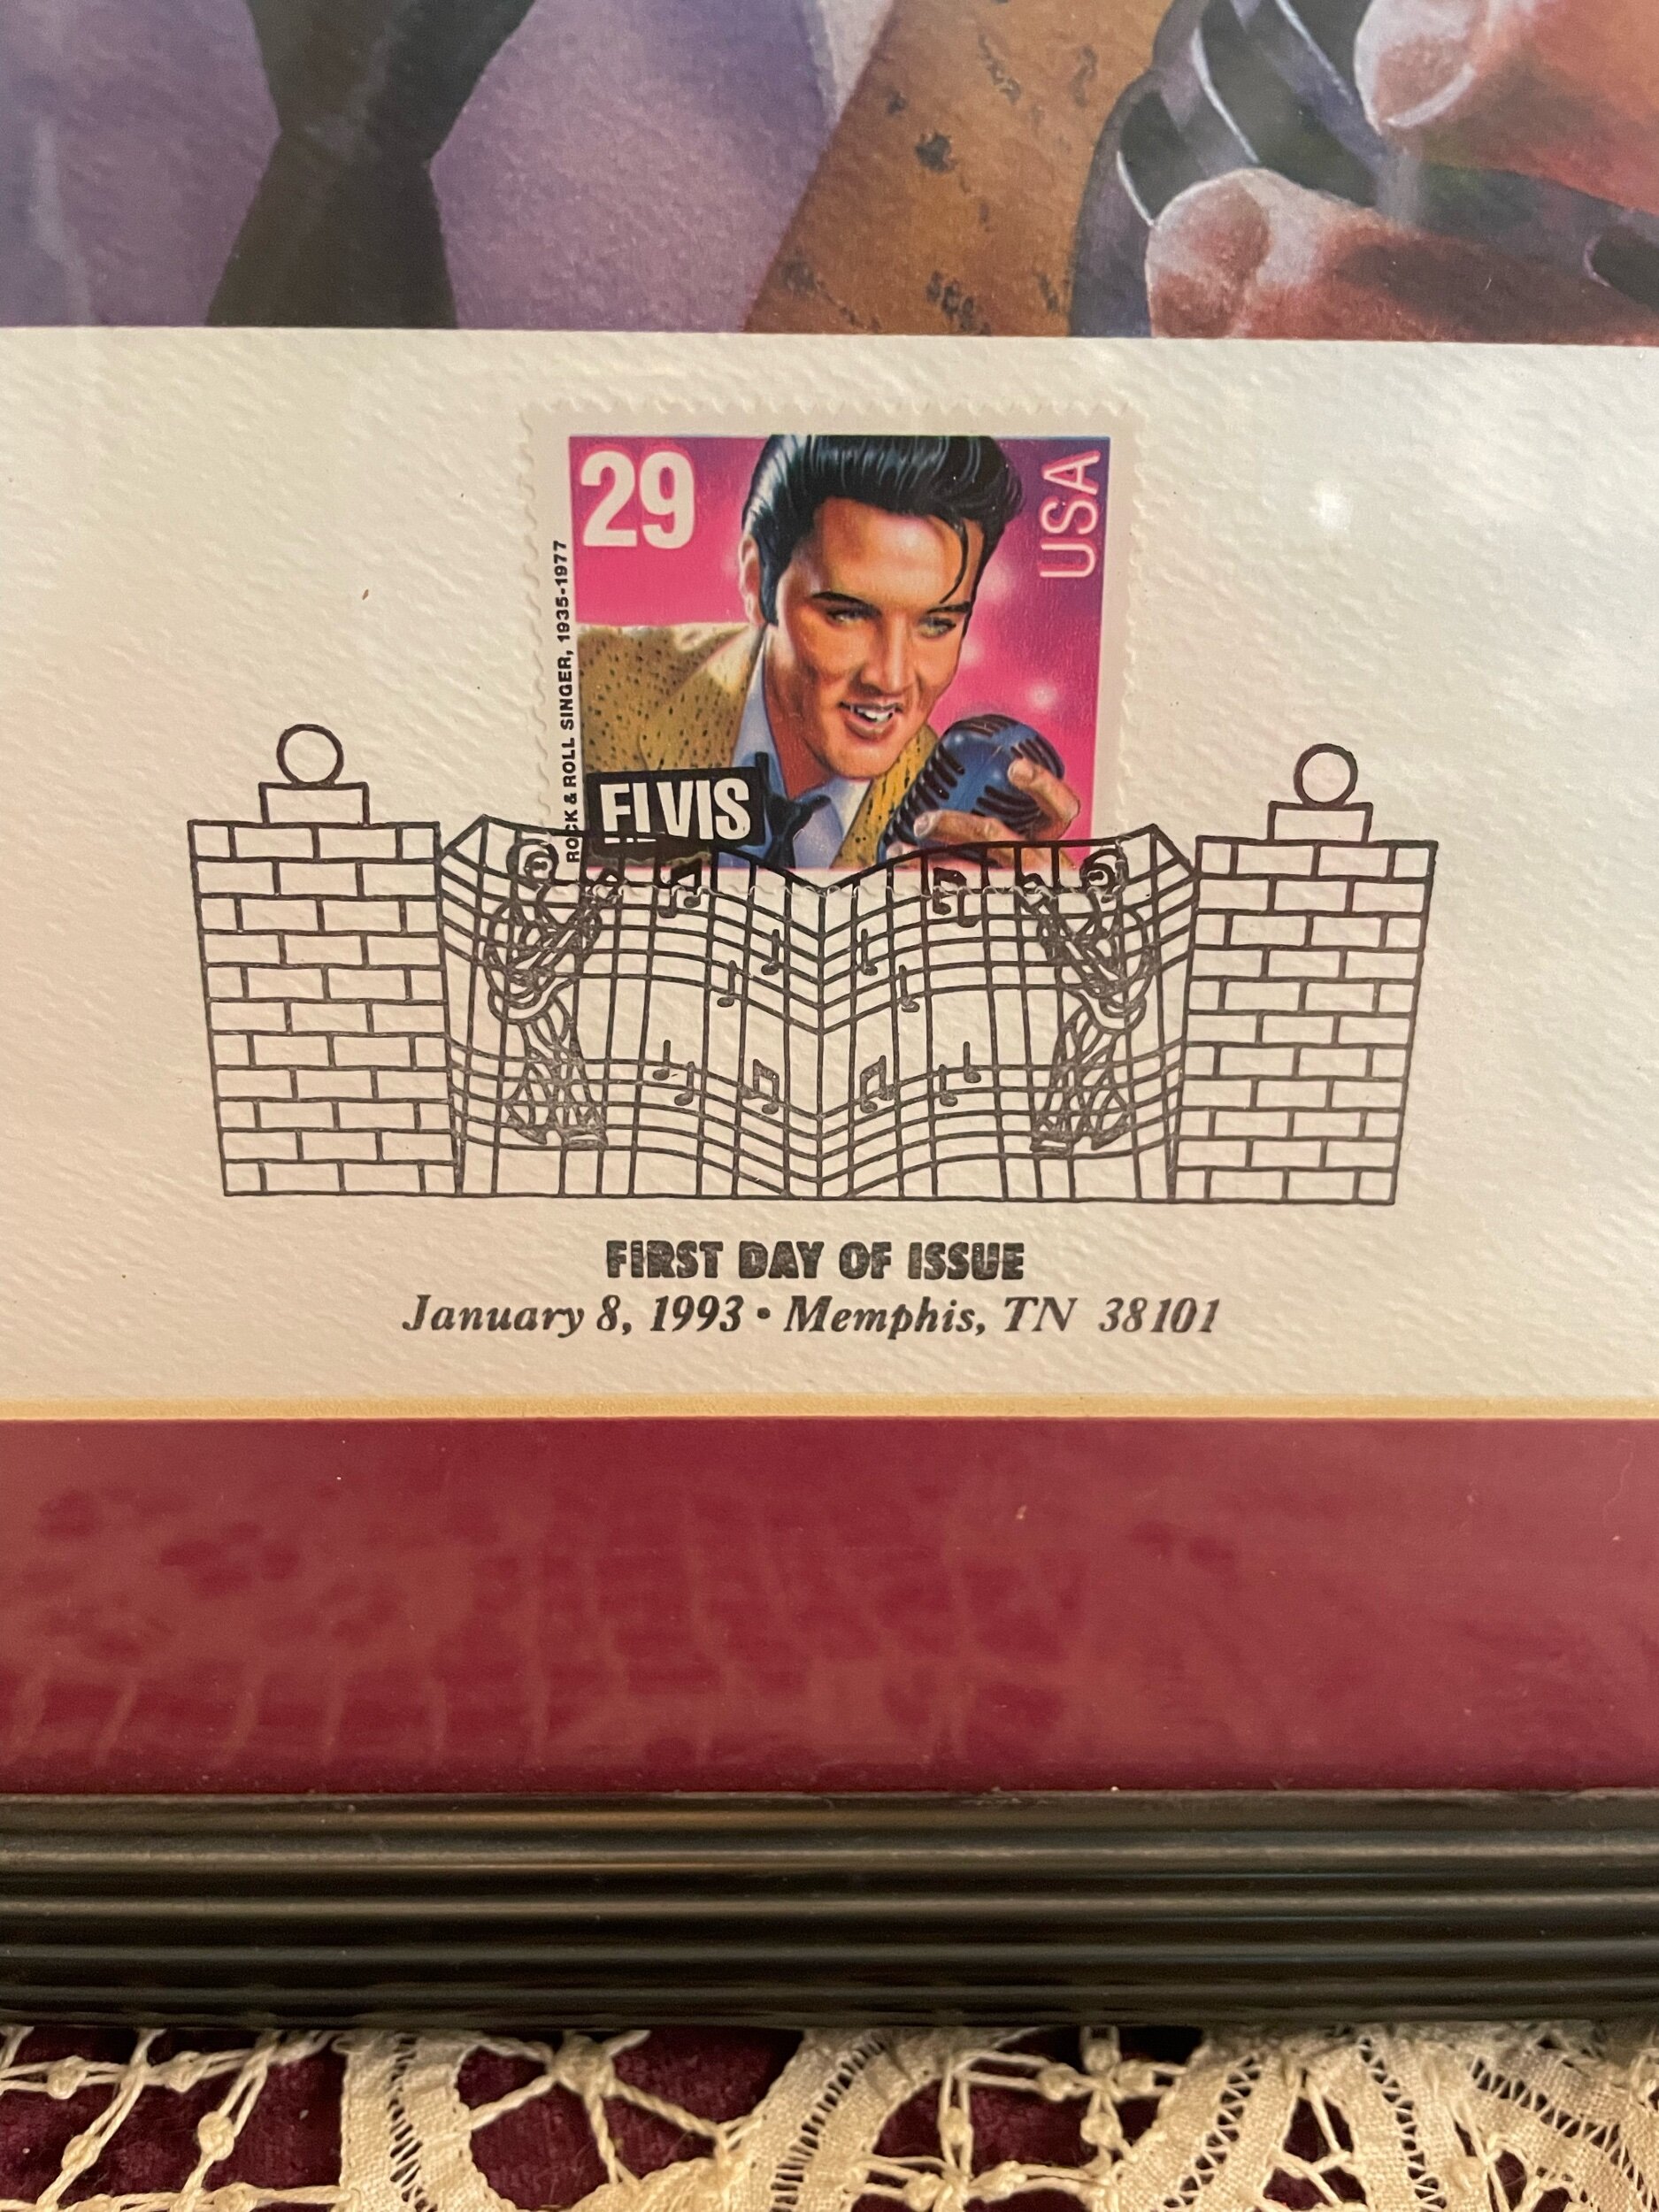 29
USA
ROCK & ROLL SINGER, 1935-1977
ELVIS
FIRST DAY OF ISSUE
January 8, 1993 • Memphis, TN 38101